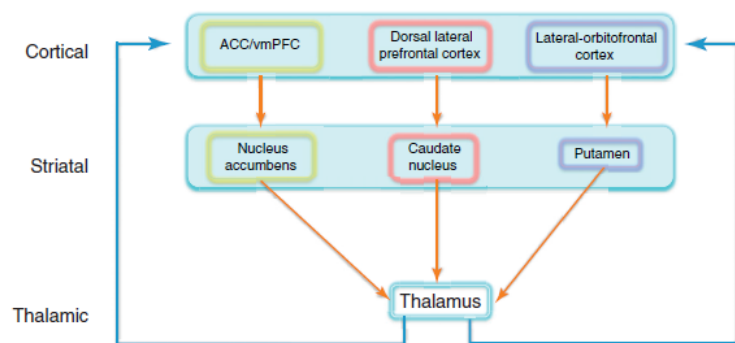 Cortical
ACC/vmPFC
Dorsal lateral
prefrontal cortex
Lateral-orbitofrontal
cortex
Striatal
Nucleus
accumbens
Caudate
nucleus
Putamen
Thalamic
Thalamus